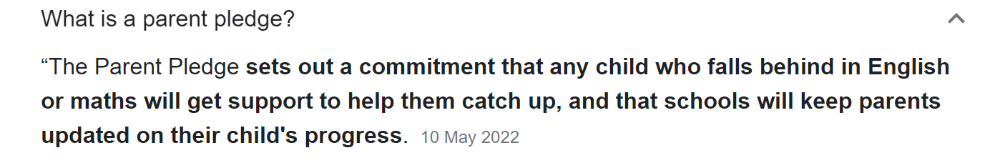 What is a parent pledge?
“The Parent Pledge sets out a commitment that any child who falls behind in English
or maths will get support to help them catch up, and that schools will keep parents
updated on their child's progress. 10 May 2022